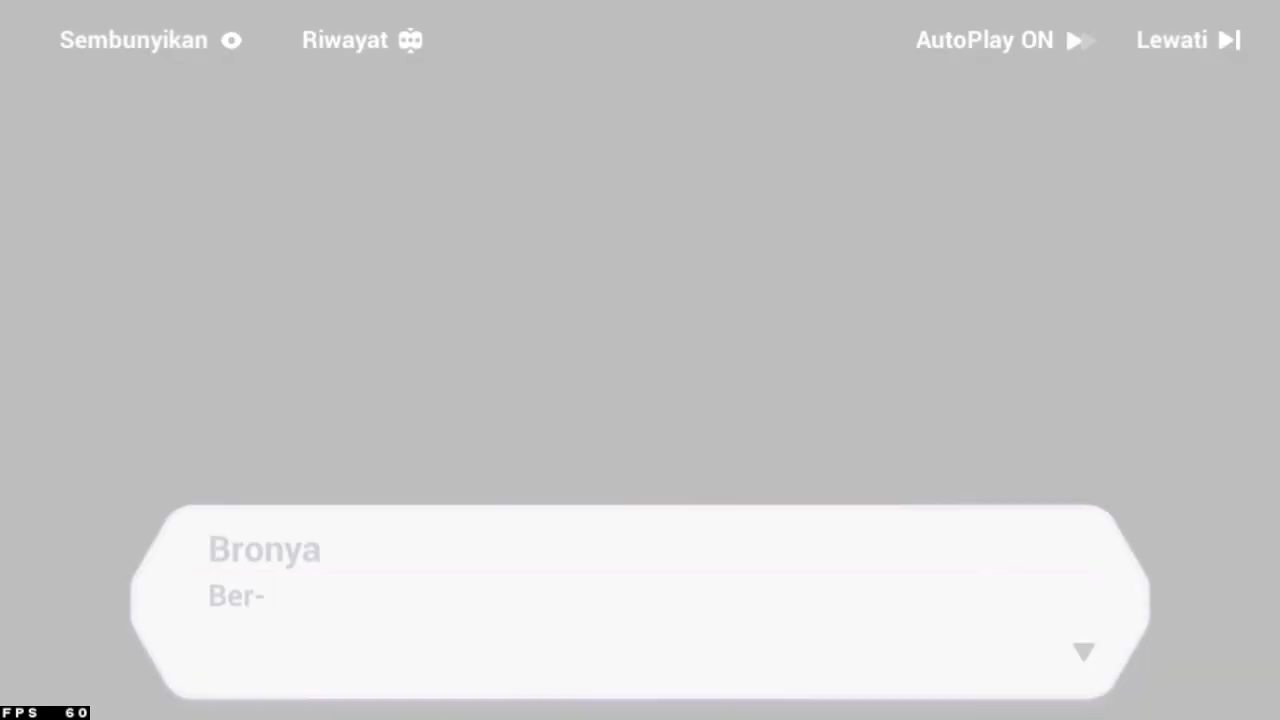 Sembunyikan
Riwayat
AutoPlay ON
Lewati
Bronya
Ber-
FPS 60